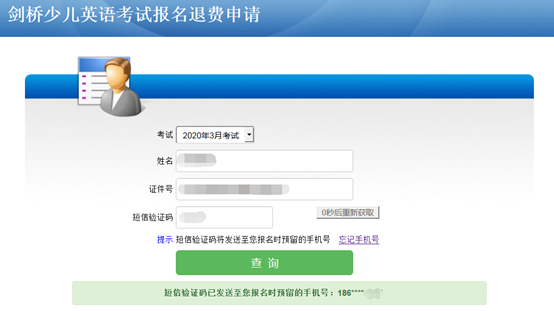 剑桥少儿英语考试报名退费申请
考试 2020年3月考试
姓名
证件号
短信验证码 0秒后重新获取
提示 短信验证码将发送至您报名时预留的手机号 忘记手机号
查 询
短信验证码已发送至您报名时预留的手机号：186****